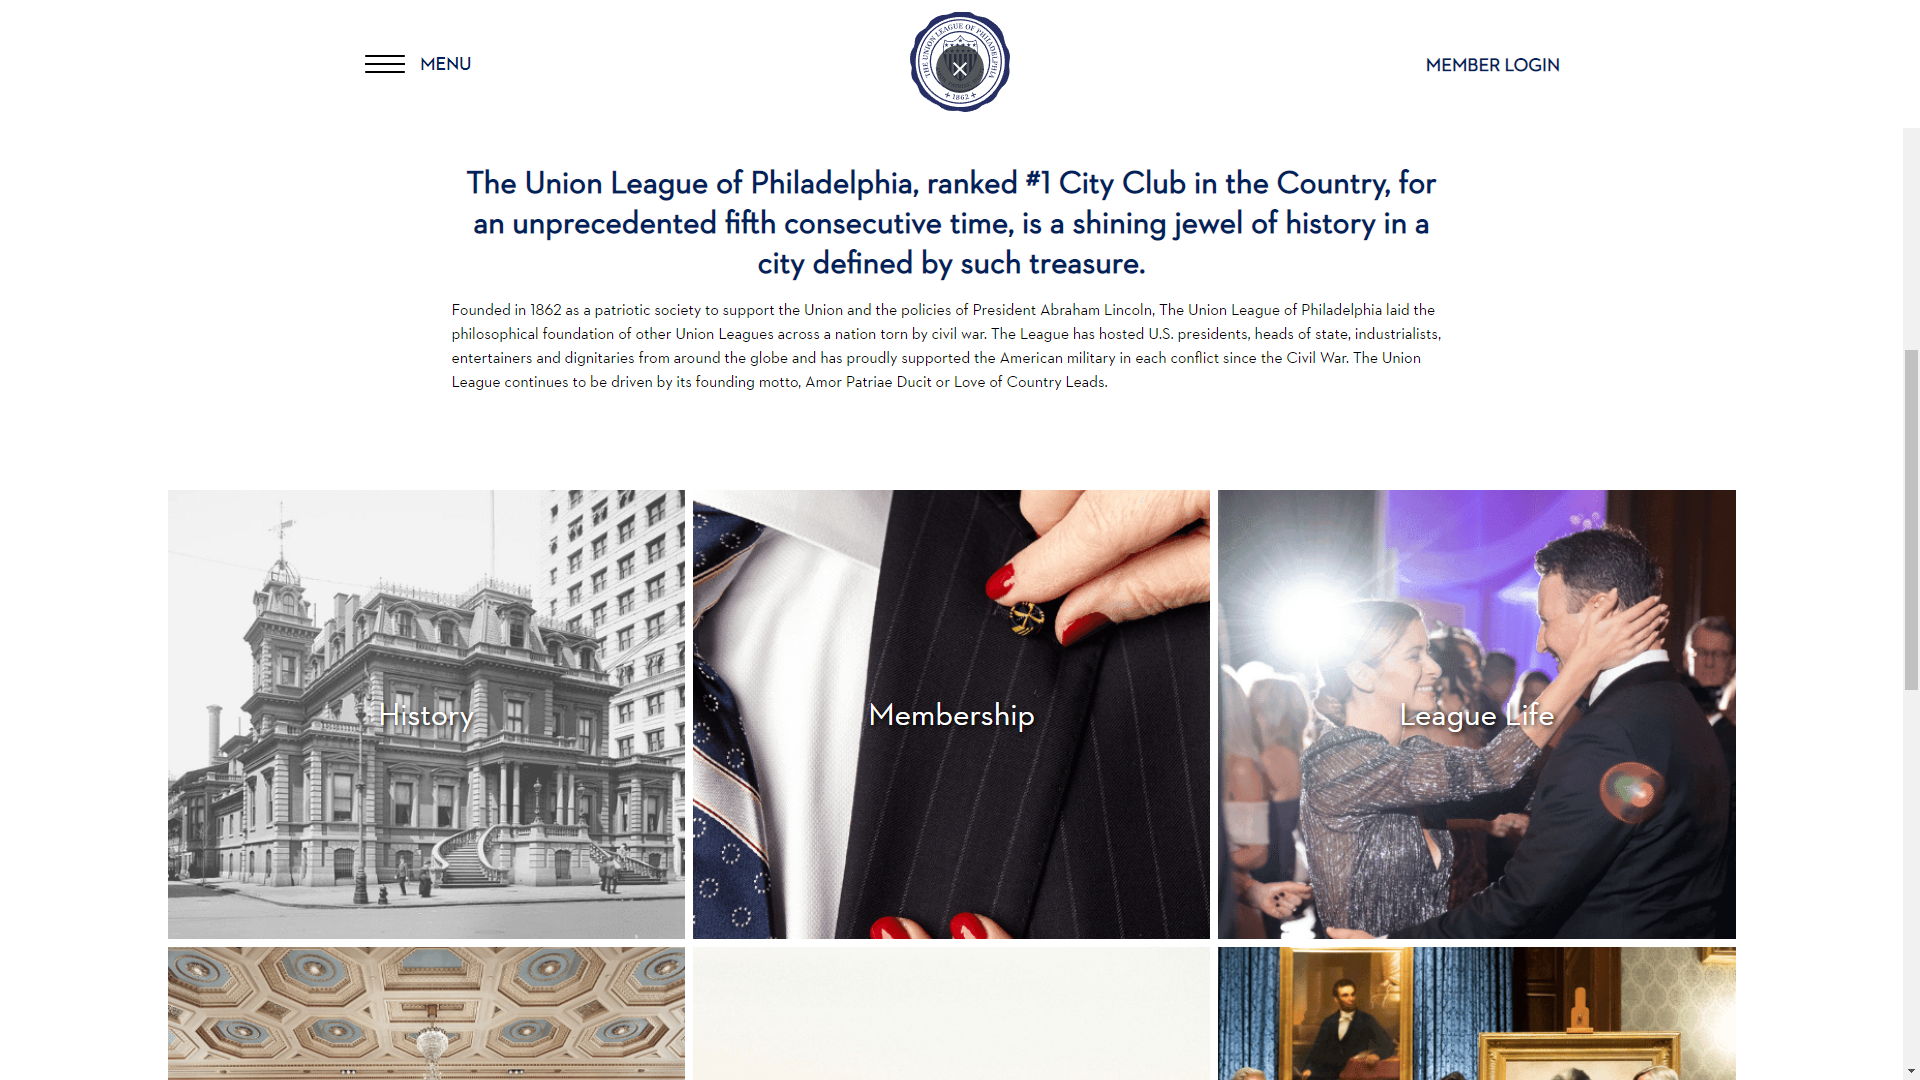 MENU
THE UNION LEAGUE OF PHILADELPHIA
1862
MEMBER LOGIN
The Union League of Philadelphia, ranked #1 City Club in the Country, for
an unprecedented fifth consecutive time, is a shining jewel of history in a
city defined by such treasure.
Founded in 1862 as a patriotic society to support the Union and the policies of President Abraham Lincoln, The Union League of Philadelphia laid the
philosophical foundation of other Union Leagues across a nation torn by civil war. The League has hosted U.S. presidents, heads of state, industrialists,
entertainers and dignitaries from around the globe and has proudly supported the American military in each conflict since the Civil War. The Union
League continues to be driven by its founding motto, Amor Patriae Ducit or Love of Country Leads.
History
Membership
League Life